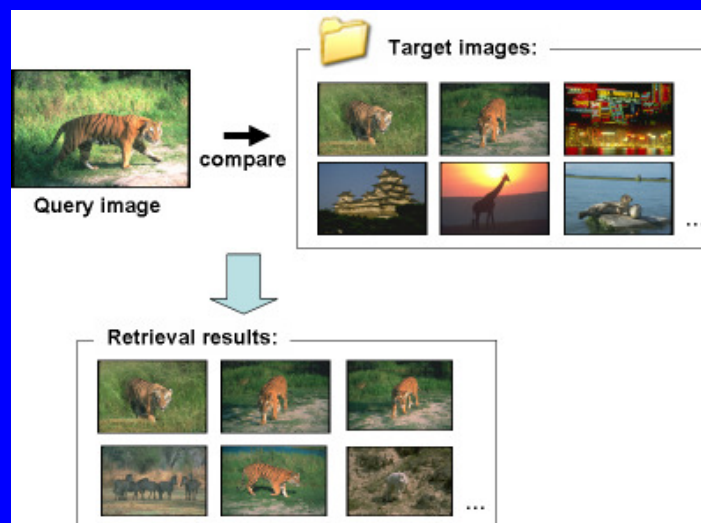 Target images:
compare
Query image
...
Retrieval results:
...